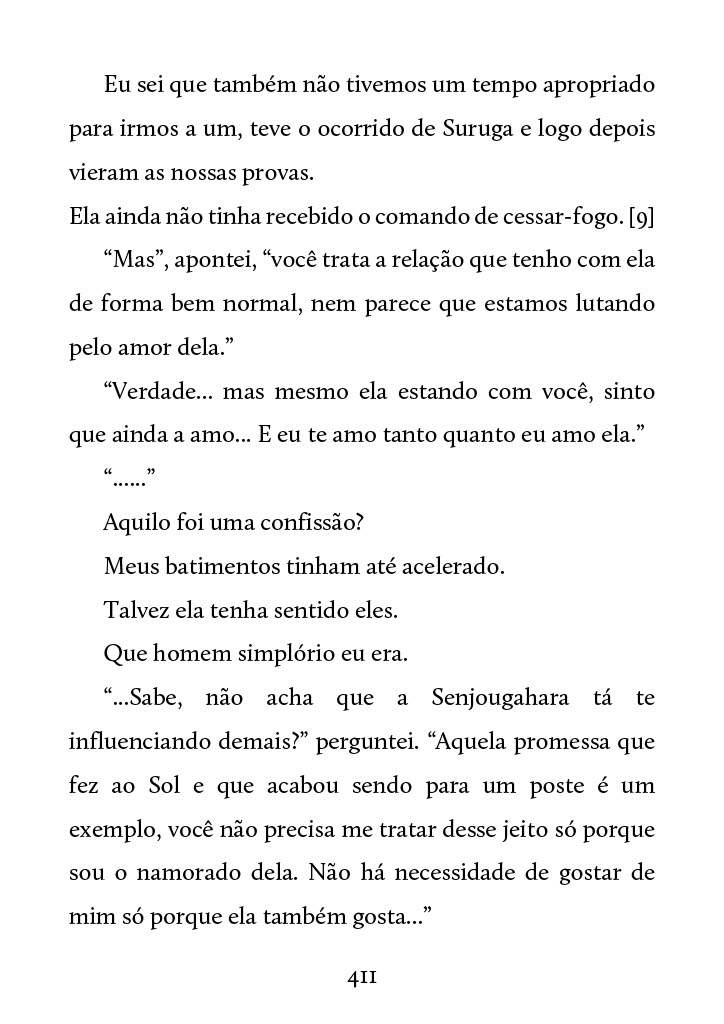 Eu sei que também não tivemos um tempo apropriado
para irmos a um, teve o ocorrido de Suruga e logo depois
vieram as nossas provas.
Ela ainda não tinha recebido o comando de cessar-fogo. [9]
“Mas”, apontei, “você trata a relação que tenho com ela
de forma bem normal, nem parece que estamos lutando
pelo amor dela.”
“Verdade... mas mesmo ela estando com você, sinto
que ainda a amo... E eu te amo tanto quanto eu amo ela.”
“......”
Aquilo foi uma confissão?
Meus batimentos tinham até acelerado.
Talvez ela tenha sentido eles.
Que homem simplório eu era.
“...Sabe, não acha que a Senjougahara tá te
influenciando demais?” perguntei. “Aquela promessa que
fez ao Sol e que acabou sendo para um poste é um
exemplo, você não precisa me tratar desse jeito só porque
sou o namorado dela. Não há necessidade de gostar de
mim só porque ela também gosta...”
411